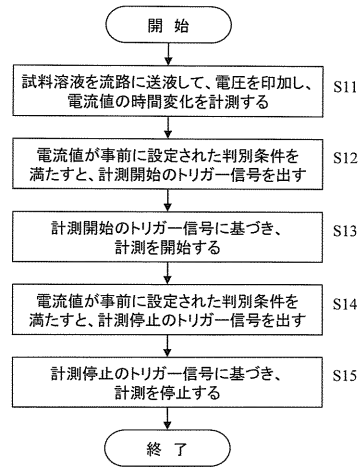 開 始
試料溶液を流路に送液して、電圧を印加し、
電流値の時間変化を計測する
S11
電流値が事前に設定された判別条件を
満たすと、計測開始のトリガー信号を出す
S12
計測開始のトリガー信号に基づき、
計測を開始する
S13
電流値が事前に設定された判別条件を
満たすと、計測停止のトリガー信号を出す
S14
計測停止のトリガー信号に基づき、
計測を停止する
S15
終 了